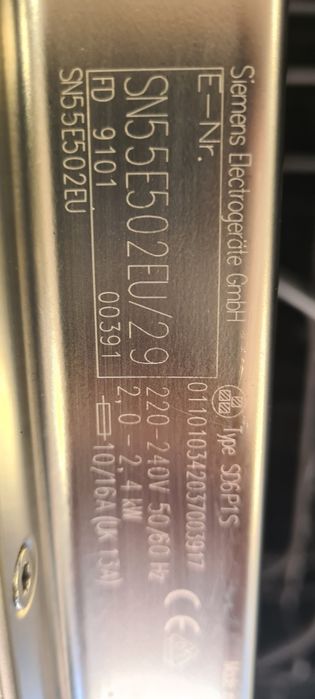 Siemens Electrogeräte GmbH
Type SD6P1S
E-Nr.
011010342037003917
SN55E502EU/29
220-240V 50/60 Hz
FD 9101 00391
2,0-2,4 kW
SN55E502EU
10/16A(UK 13A)
CE